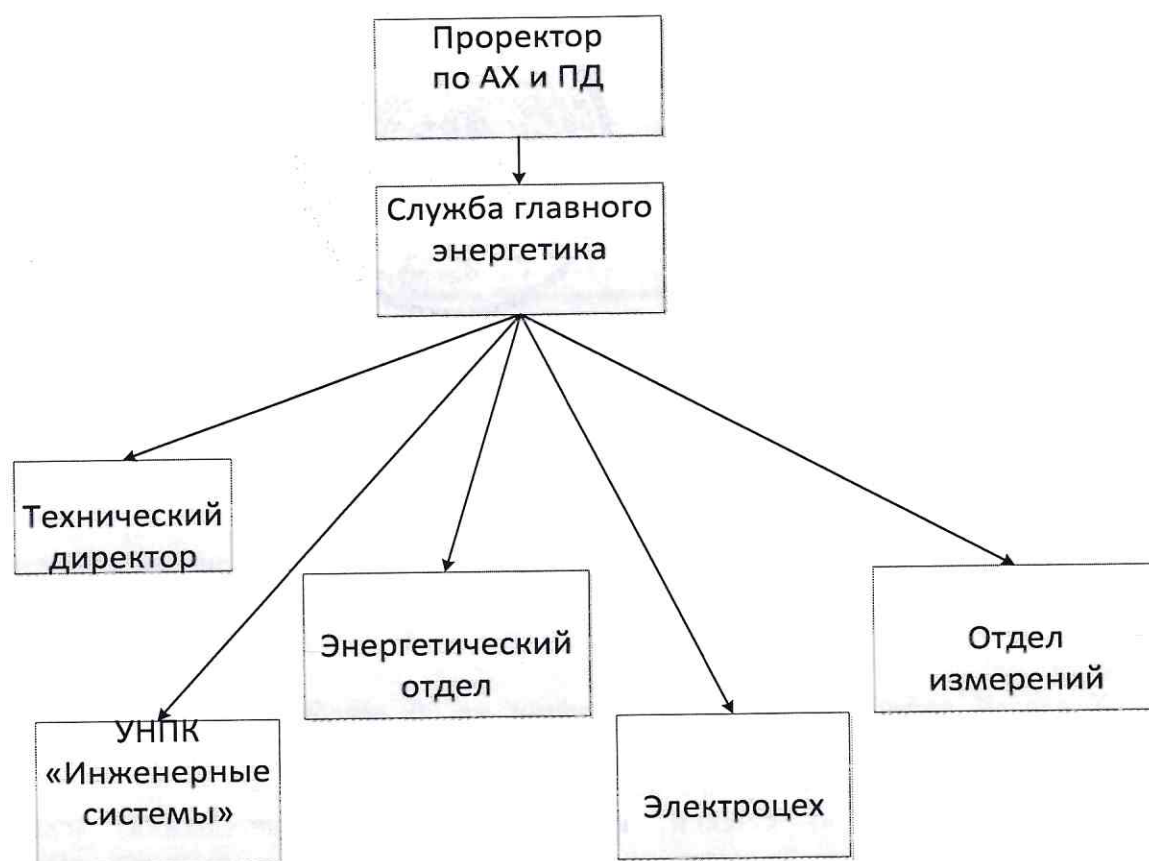 Проректор
по АХ и ПД
Служба главного
энергетика
Технический
директор
Энергетический
отдел
Отдел
измерений
УНПК
«Инженерные
системы»
Электроцех